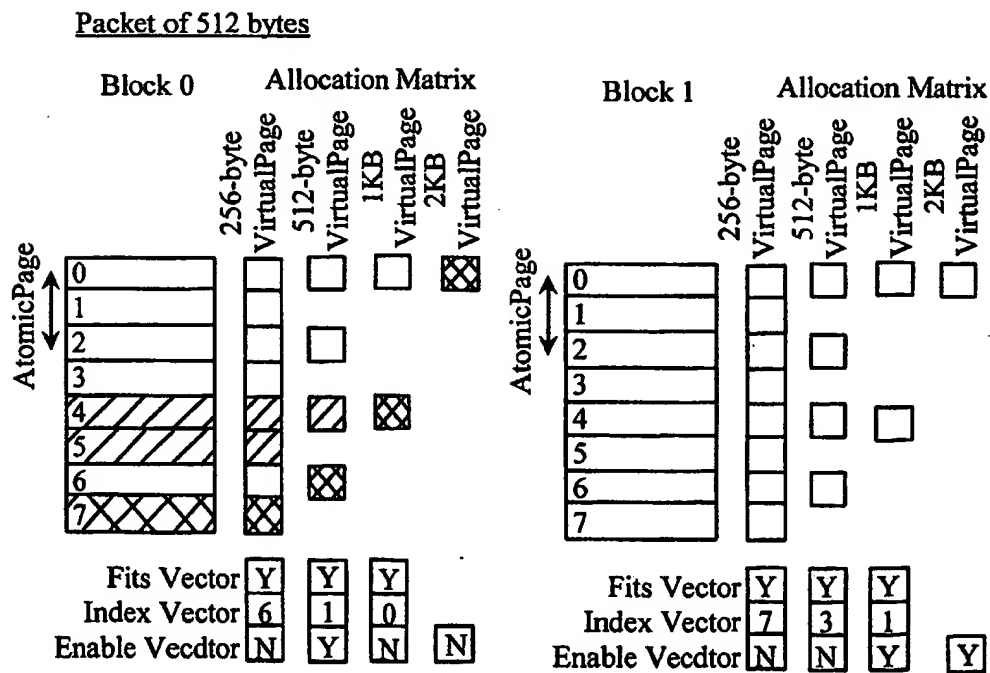 Packet of 512 bytes
Block 0
Allocation Matrix
256-byte
VirtualPage
512-byte
VirtualPage
1KB
VirtualPage
2KB
VirtualPage
AtomicPage
0
1
2
3
4
5
6
7
Fits Vector Y Y Y
Index Vector 6 1 0
Enable Vecdtor N Y N N
Block 1
Allocation Matrix
256-byte
VirtualPage
512-byte
VirtualPage
1KB
VirtualPage
2KB
VirtualPage
AtomicPage
0
1
2
3
4
5
6
7
Fits Vector Y Y Y
Index Vector 7 3 1
Enable Vecdtor N N Y Y